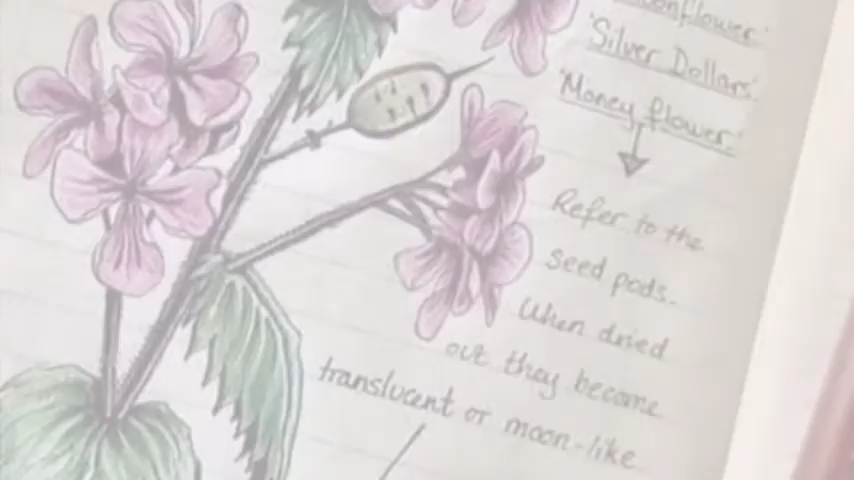 'Silver Dollars'
'Money flower.'
Refer to the
seed pods.
When dried
out they become
translucent or moon-like